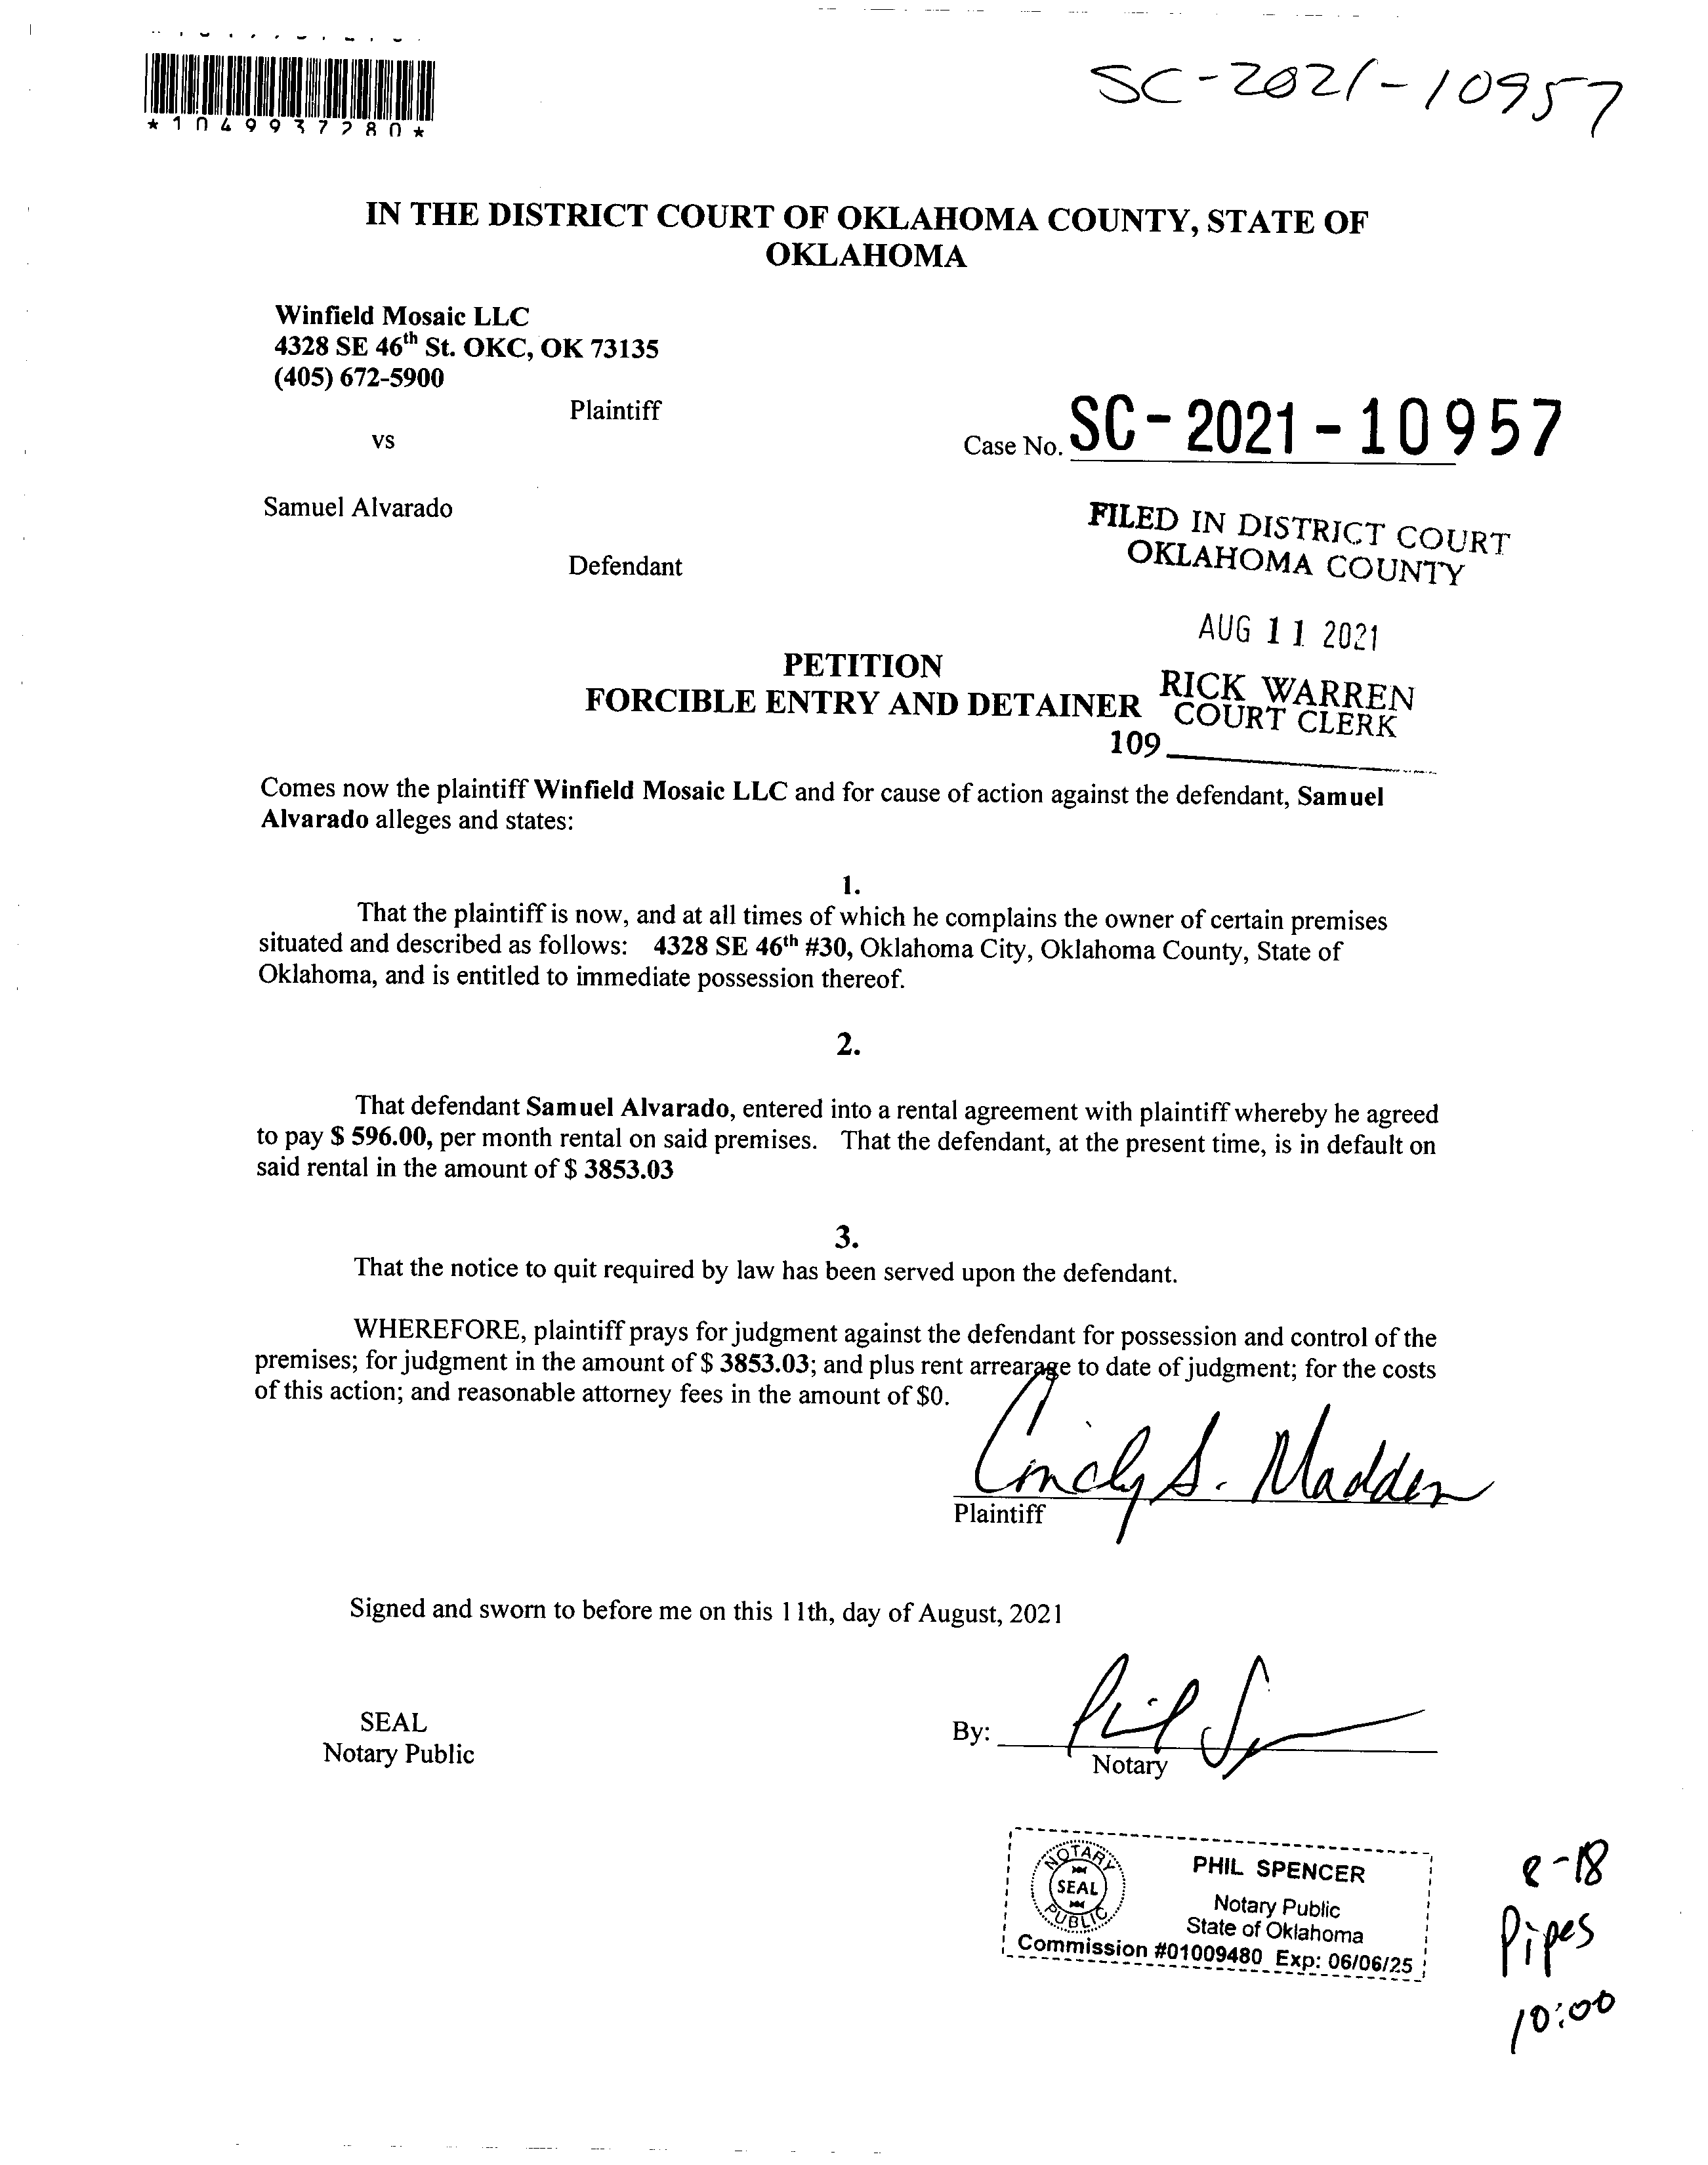 SC-2021-10957
*1049937280*
IN THE DISTRICT COURT OF OKLAHOMA COUNTY, STATE OF
OKLAHOMA
Winfield Mosaic LLC
4328 SE 46th St. OKC, OK 73135
(405) 672-5900
Plaintiff
vs
Case No. SC-2021-10957
Samuel Alvarado
Defendant
FILED IN DISTRICT COURT
OKLAHOMA COUNTY
AUG 11 2021
RICK WARREN
COURT CLERK
109
PETITION
FORCIBLE ENTRY AND DETAINER
Comes now the plaintiff Winfield Mosaic LLC and for cause of action against the defendant, Samuel
Alvarado alleges and states:
1.
That the plaintiff is now, and at all times of which he complains the owner of certain premises
situated and described as follows: 4328 SE 46th #30, Oklahoma City, Oklahoma County, State of
Oklahoma, and is entitled to immediate possession thereof.
2.
That defendant Samuel Alvarado, entered into a rental agreement with plaintiff whereby he agreed
to pay $ 596.00, per month rental on said premises. That the defendant, at the present time, is in default on
said rental in the amount of $ 3853.03
3.
That the notice to quit required by law has been served upon the defendant.
WHEREFORE, plaintiff prays for judgment against the defendant for possession and control of the
premises; for judgment in the amount of $ 3853.03; and plus rent arrearage to date of judgment; for the costs
of this action; and reasonable attorney fees in the amount of $0.
Cindy S. Madden
Plaintiff
Signed and sworn to before me on this 11th, day of August, 2021
SEAL
Notary Public
By: Phil
Notary
NOTARY
SEAL
PUBLIC
PHIL SPENCER
Notary Public
State of Oklahoma
Commission #01009480 Exp: 06/06/25
8-18
Pipes
10:00